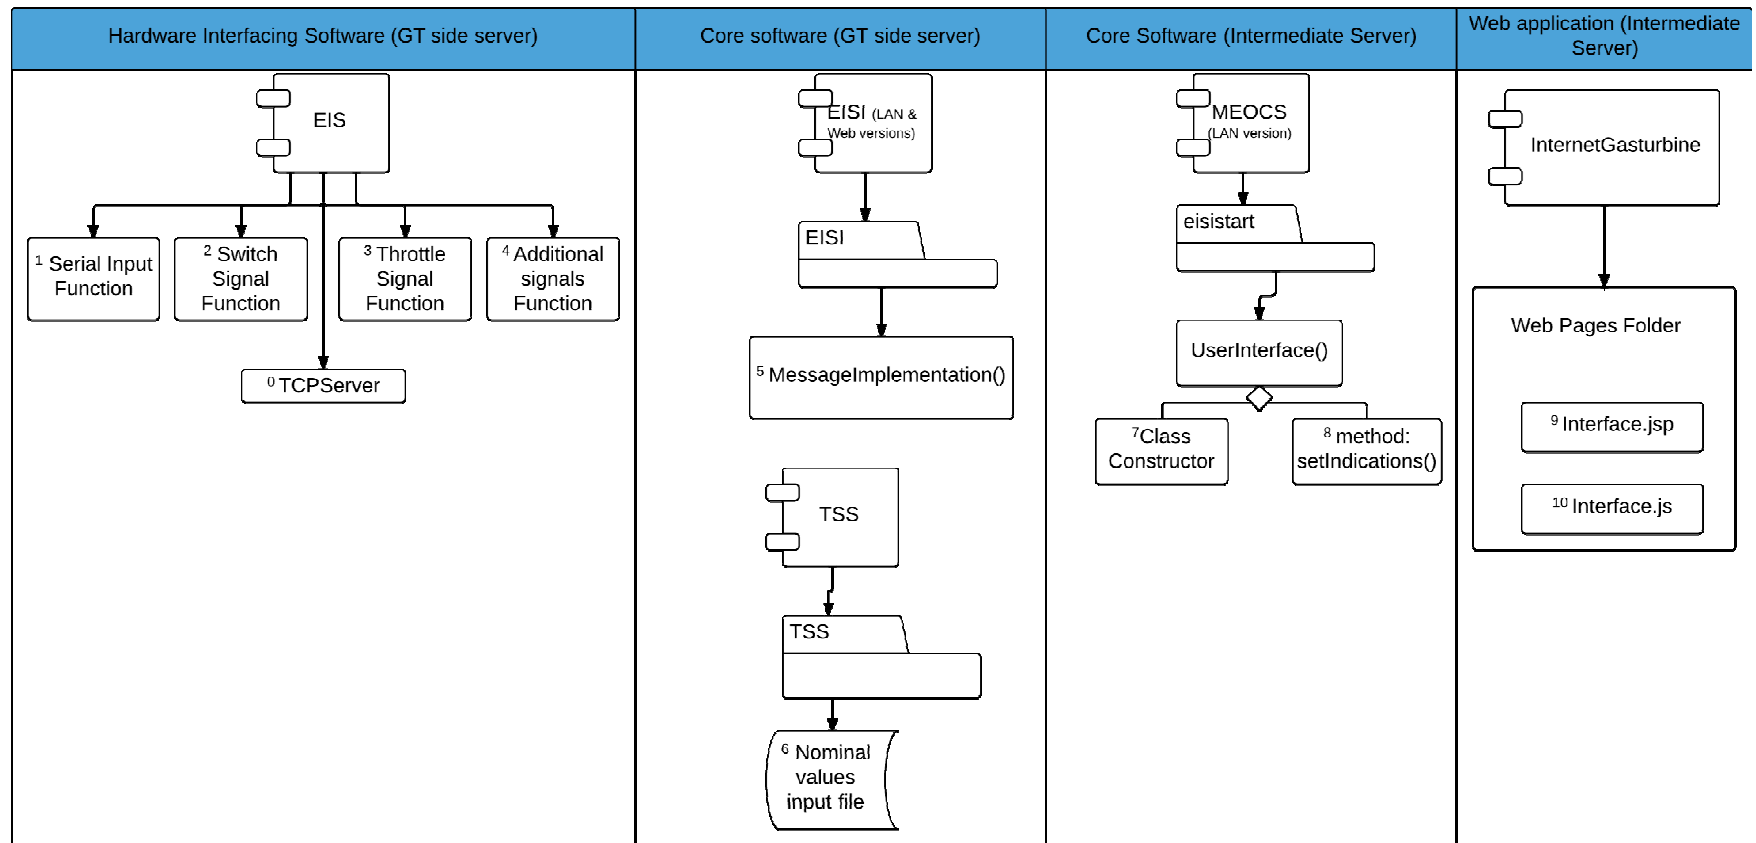 Hardware Interfacing Software (GT side server)
Core software (GT side server)
Core Software (Intermediate Server)
Web application (Intermediate
Server)
EIS
1 Serial Input
Function
2 Switch
Signal
Function
3 Throttle
Signal
Function
4 Additional
signals
Function
0 TCPServer
EISI (LAN &
Web versions)
EISI
5 MessageImplementation()
TSS
TSS
6 Nominal
values
input file
MEOCS
(LAN version)
eisistart
UserInterface()
7Class
Constructor
8 method:
setIndications()
InternetGasturbine
Web Pages Folder
9 Interface.jsp
10 Interface.js